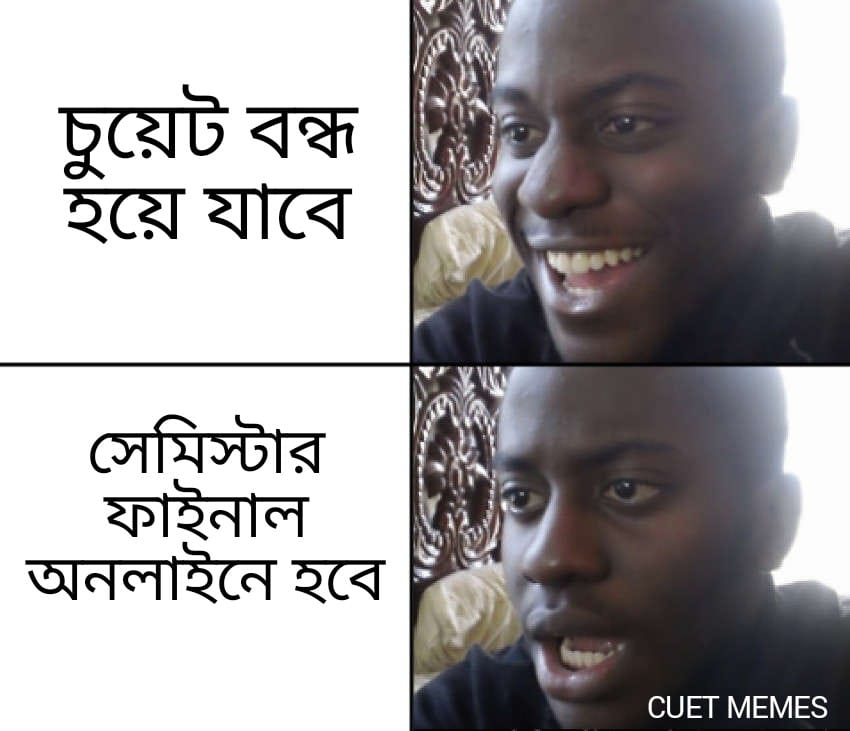 চুয়েট বন্ধ
হয়ে যাবে
সেমিস্টার
ফাইনাল
অনলাইনে হবে
CUET MEMES